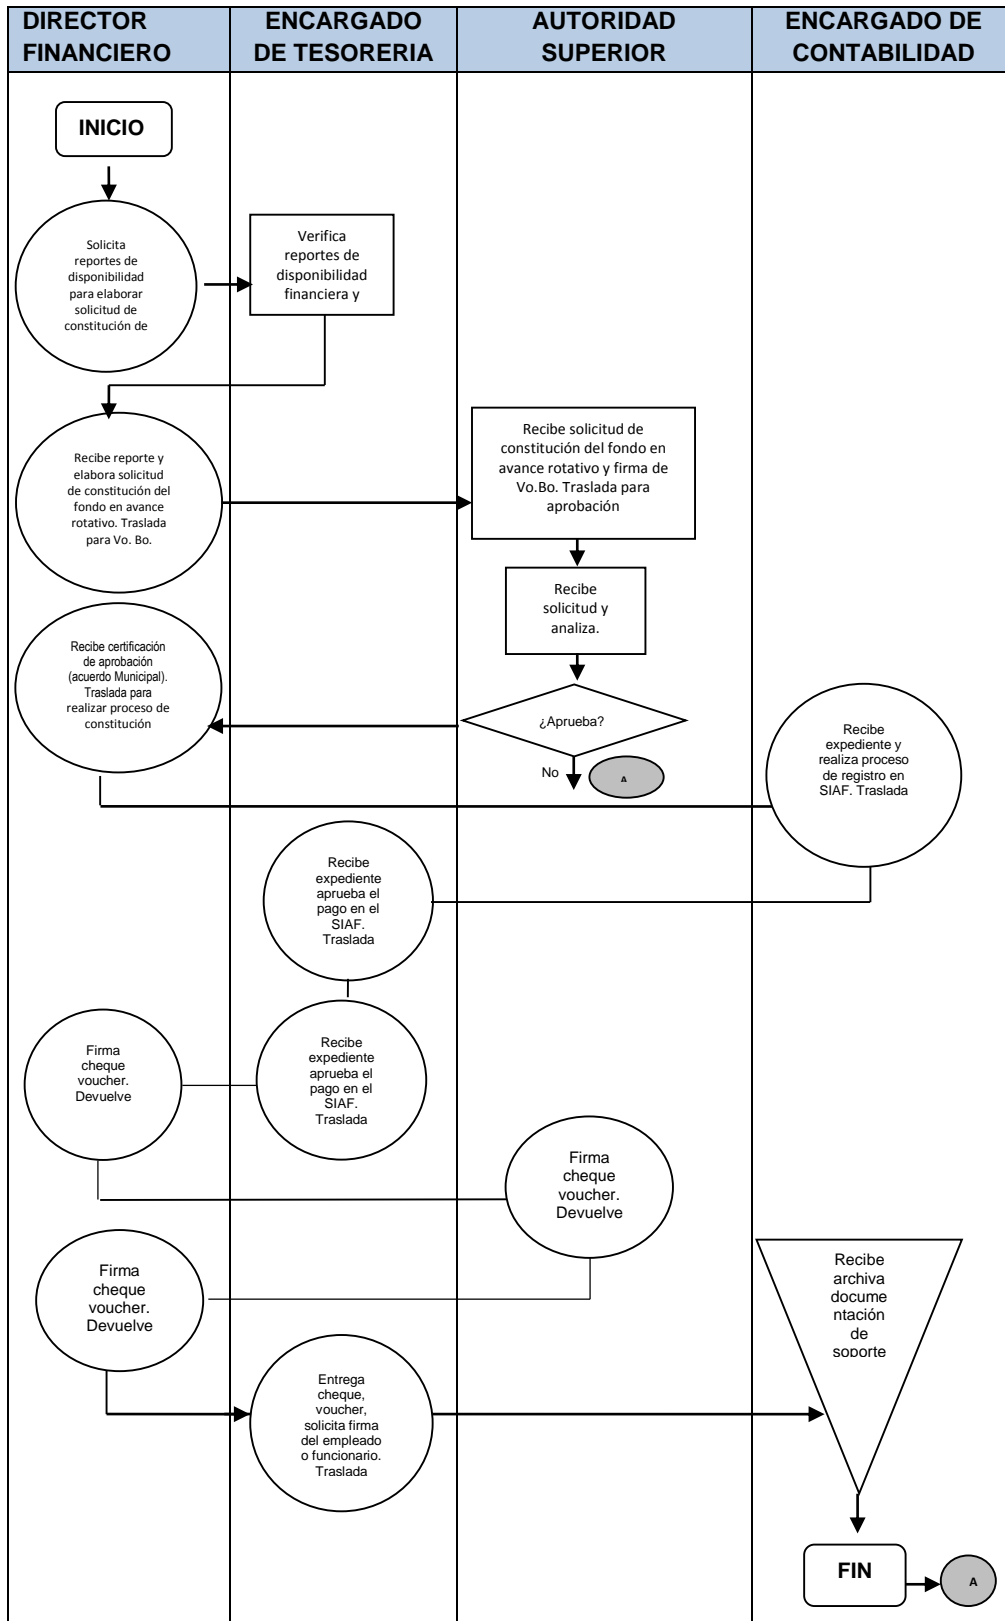 DIRECTOR
FINANCIERO
ENCARGADO
DE TESORERIA
AUTORIDAD
SUPERIOR
ENCARGADO DE
CONTABILIDAD
INICIO
Solicita
reportes de
disponibilidad
para elaborar
solicitud de
constitución de
Verifica
reportes de
disponibilidad
financiera y
Recibe reporte y
elabora solicitud
de constitución del
fondo en avance
rotativo. Traslada
para Vo. Bo.
Recibe solicitud de
constitución del fondo en
avance rotativo y firma de
Vo.Bo. Traslada para
aprobación
Recibe
solicitud y
analiza.
Recibe certificación
de aprobación
(acuerdo Municipal).
Traslada para
realizar proceso de
constitución
¿Aprueba?
No
A
Recibe
expediente y
realiza proceso
de registro en
SIAF. Traslada
Recibe
expediente
aprueba el
pago en el
SIAF.
Traslada
Firma
cheque
voucher.
Devuelve
Recibe
expediente
aprueba el
pago en el
SIAF.
Traslada
Firma
cheque
voucher.
Devuelve
Firma
cheque
voucher.
Devuelve
Recibe
archiva
docume
ntación
de
soporte
Entrega
cheque,
voucher,
solicita firma
del empleado
o funcionario.
Traslada
FIN
A